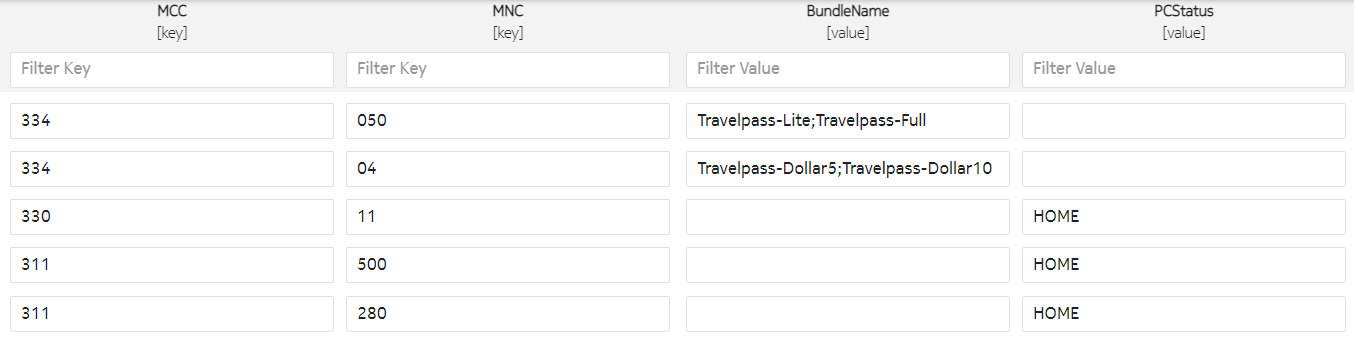 MCC MNC BundleName PCStatus
[key] [key] [value] [value]
Filter Key Filter Key Filter Value Filter Value
334 050 Travelpass-Lite;Travelpass-Full
334 04 Travelpass-Dollar5;Travelpass-Dollar10
330 11 HOME
311 500 HOME
311 280 HOME